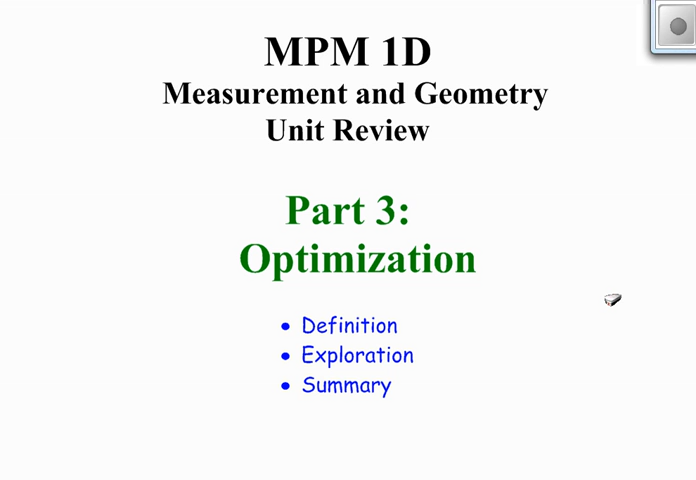 MPM 1D
Measurement and Geometry
Unit Review
Part 3:
Optimization
• Definition
• Exploration
• Summary